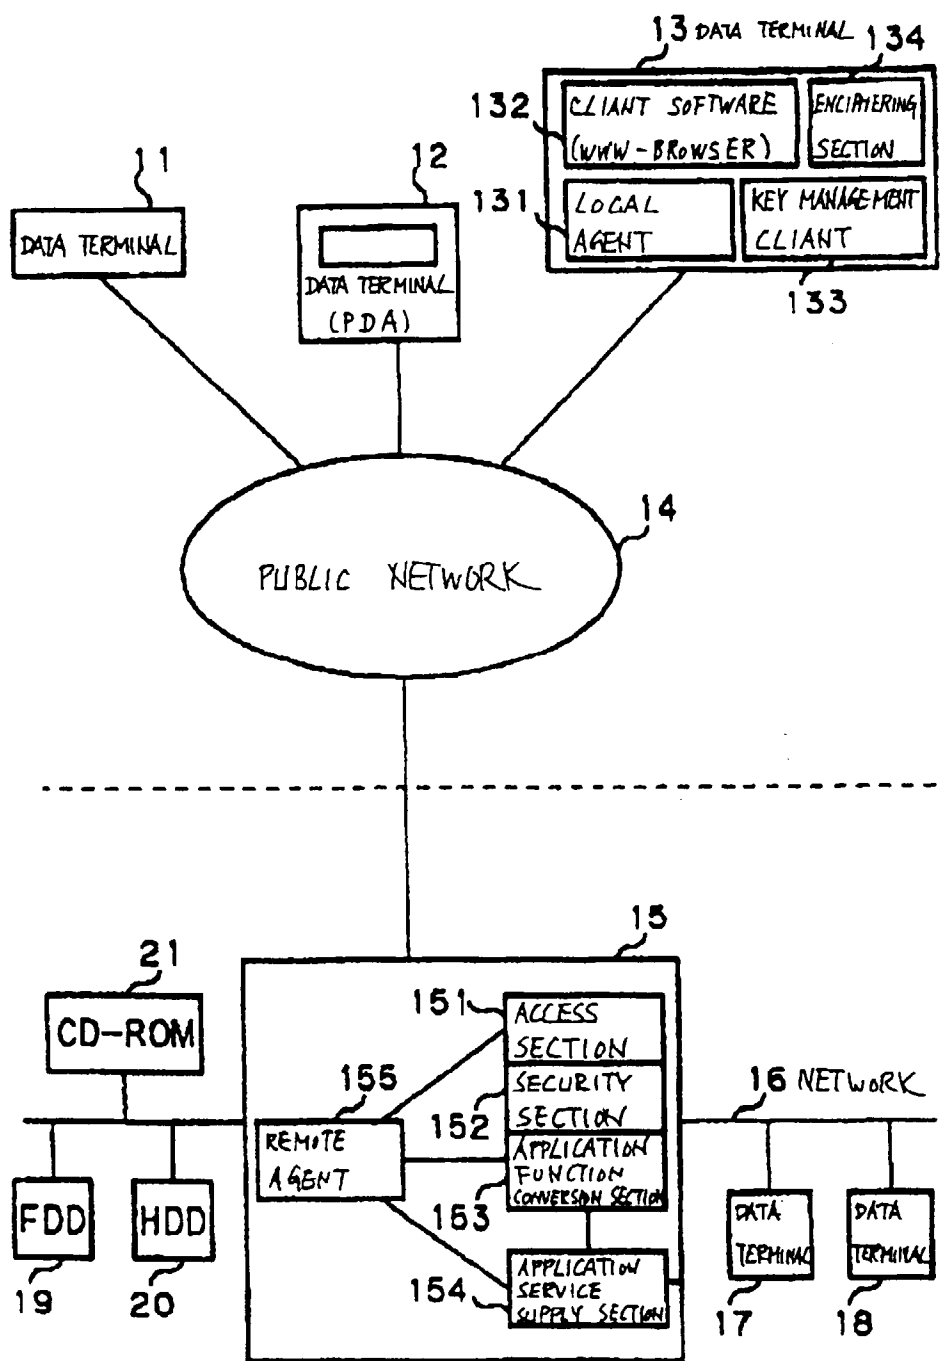 13 DATA TERMINAL
134
132
CLIANT SOFTWARE
(WWW-BROWSER)
ENCIPHERING
SECTION
131
LOCAL
AGENT
KEY MANAGEMENT
CLIANT
133
11
DATA TERMINAL
12
DATA TERMINAL
(PDA)
14
PUBLIC NETWORK
15
21
CD-ROM
151
ACCESS
SECTION
155
152
SECURITY
SECTION
REMOTE
AGENT
153
APPLICATION
FUNCTION
CONVERSION SECTION
16 NETWORK
FDD
19
HDD
20
154
APPLICATION
SERVICE
SUPPLY SECTION
DATA
TERMINAL
17
DATA
TERMINAL
18